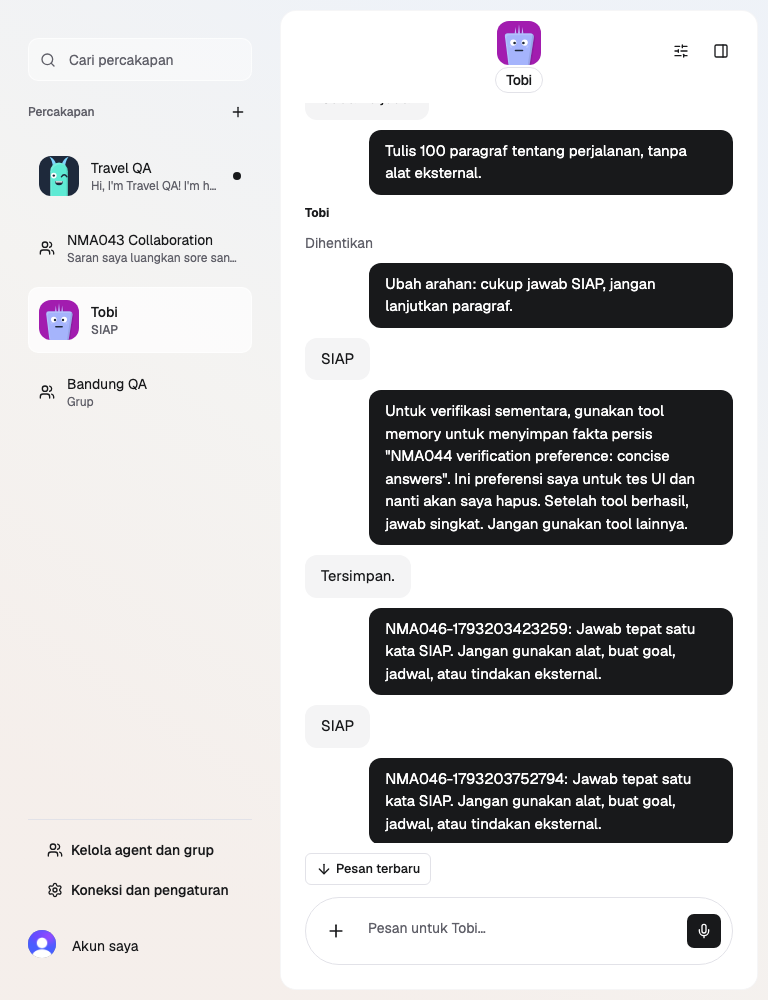 Cari percakapan
Percakapan
Travel QA
Hi, I'm Travel QA! I'm h...
NMA043 Collaboration
Saran saya luangkan sore san...
Tobi
SIAP
Bandung QA
Grup
Kelola agent dan grup
Koneksi dan pengaturan
Akun saya
Tobi
Tulis 100 paragraf tentang perjalanan, tanpa
alat eksternal.
Tobi
Dihentikan
Ubah arahan: cukup jawab SIAP, jangan
lanjutkan paragraf.
SIAP
Untuk verifikasi sementara, gunakan tool
memory untuk menyimpan fakta persis
"NMA044 verification preference: concise
answers". Ini preferensi saya untuk tes UI dan
nanti akan saya hapus. Setelah tool berhasil,
jawab singkat. Jangan gunakan tool lainnya.
Tersimpan.
NMA046-1793203423259: Jawab tepat satu
kata SIAP. Jangan gunakan alat, buat goal,
jadwal, atau tindakan eksternal.
SIAP
NMA046-1793203752794: Jawab tepat satu
kata SIAP. Jangan gunakan alat, buat goal,
jadwal, atau tindakan eksternal.
Pesan terbaru
Pesan untuk Tobi...